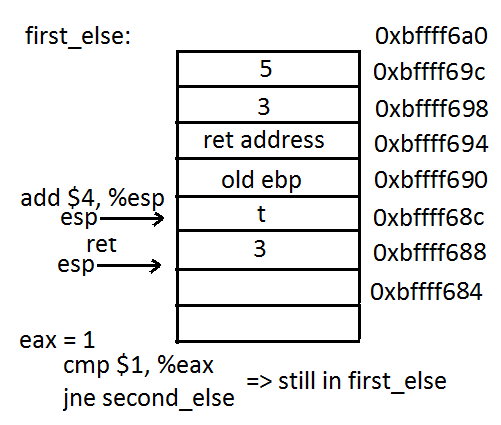 first_else:
0xbffff6a0
5
0xbffff69c
3
0xbffff698
ret address
0xbffff694
old ebp
0xbffff690
add $4, %esp
esp
t
0xbffff68c
ret
esp
3
0xbffff688
0xbffff684
eax = 1
cmp $1, %eax
jne second_else
=> still in first_else